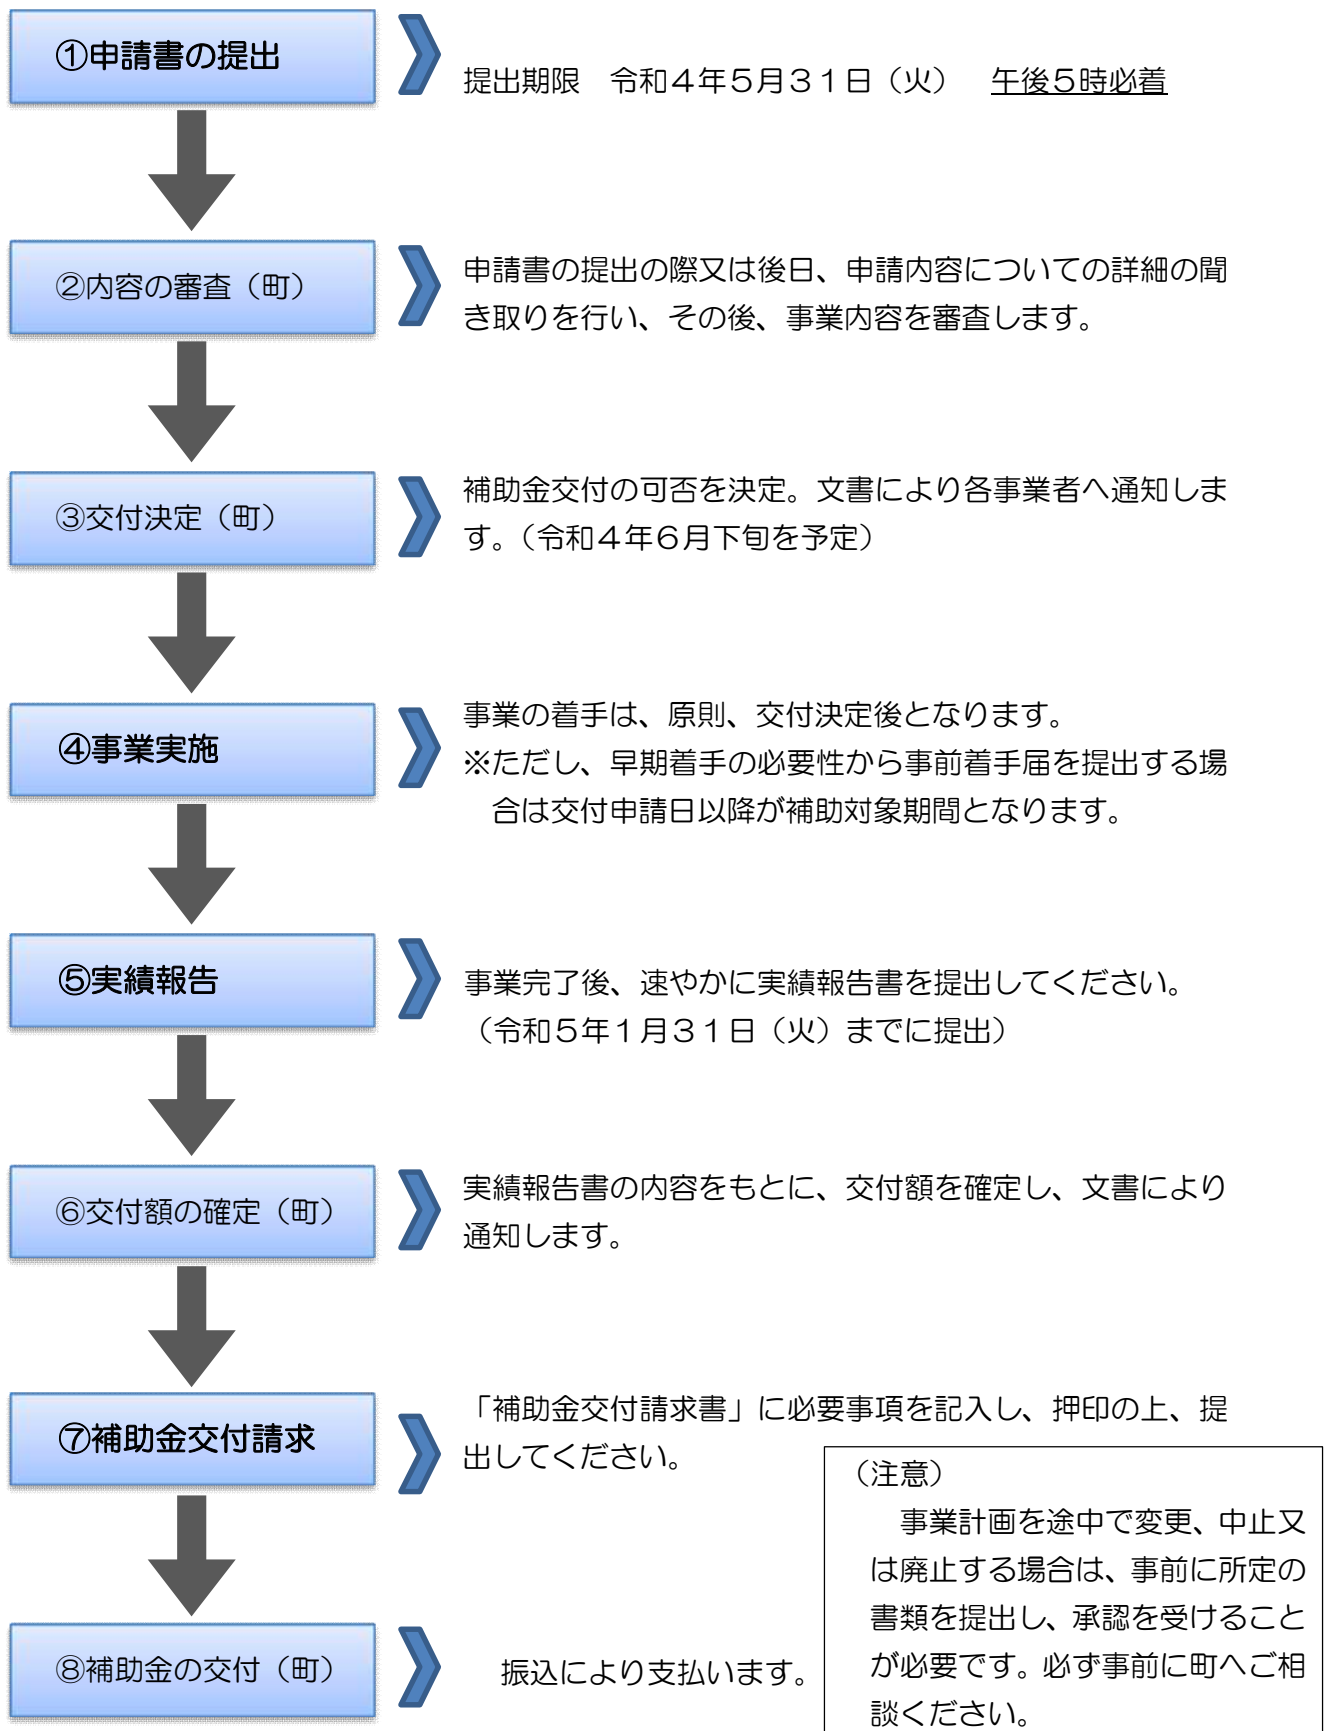 ①申請書の提出
提出期限　令和４年５月３１日（火）　午後５時必着
②内容の審査（町）
申請書の提出の際又は後日、申請内容についての詳細の聞
き取りを行い、その後、事業内容を審査します。
③交付決定（町）
補助金交付の可否を決定。文書により各事業者へ通知しま
す。（令和４年６月下旬を予定）
④事業実施
事業の着手は、原則、交付決定後となります。
※ただし、早期着手の必要性から事前着手届を提出する場
合は交付申請日以降が補助対象期間となります。
⑤実績報告
事業完了後、速やかに実績報告書を提出してください。
（令和５年１月３１日（火）までに提出）
⑥交付額の確定（町）
実績報告書の内容をもとに、交付額を確定し、文書により
通知します。
⑦補助金交付請求
「補助金交付請求書」に必要事項を記入し、押印の上、提
出してください。
⑧補助金の交付（町）
振込により支払います。
（注意）
事業計画を途中で変更、中止又
は廃止する場合は、事前に所定の
書類を提出し、承認を受けること
が必要です。必ず事前に町へご相
談ください。